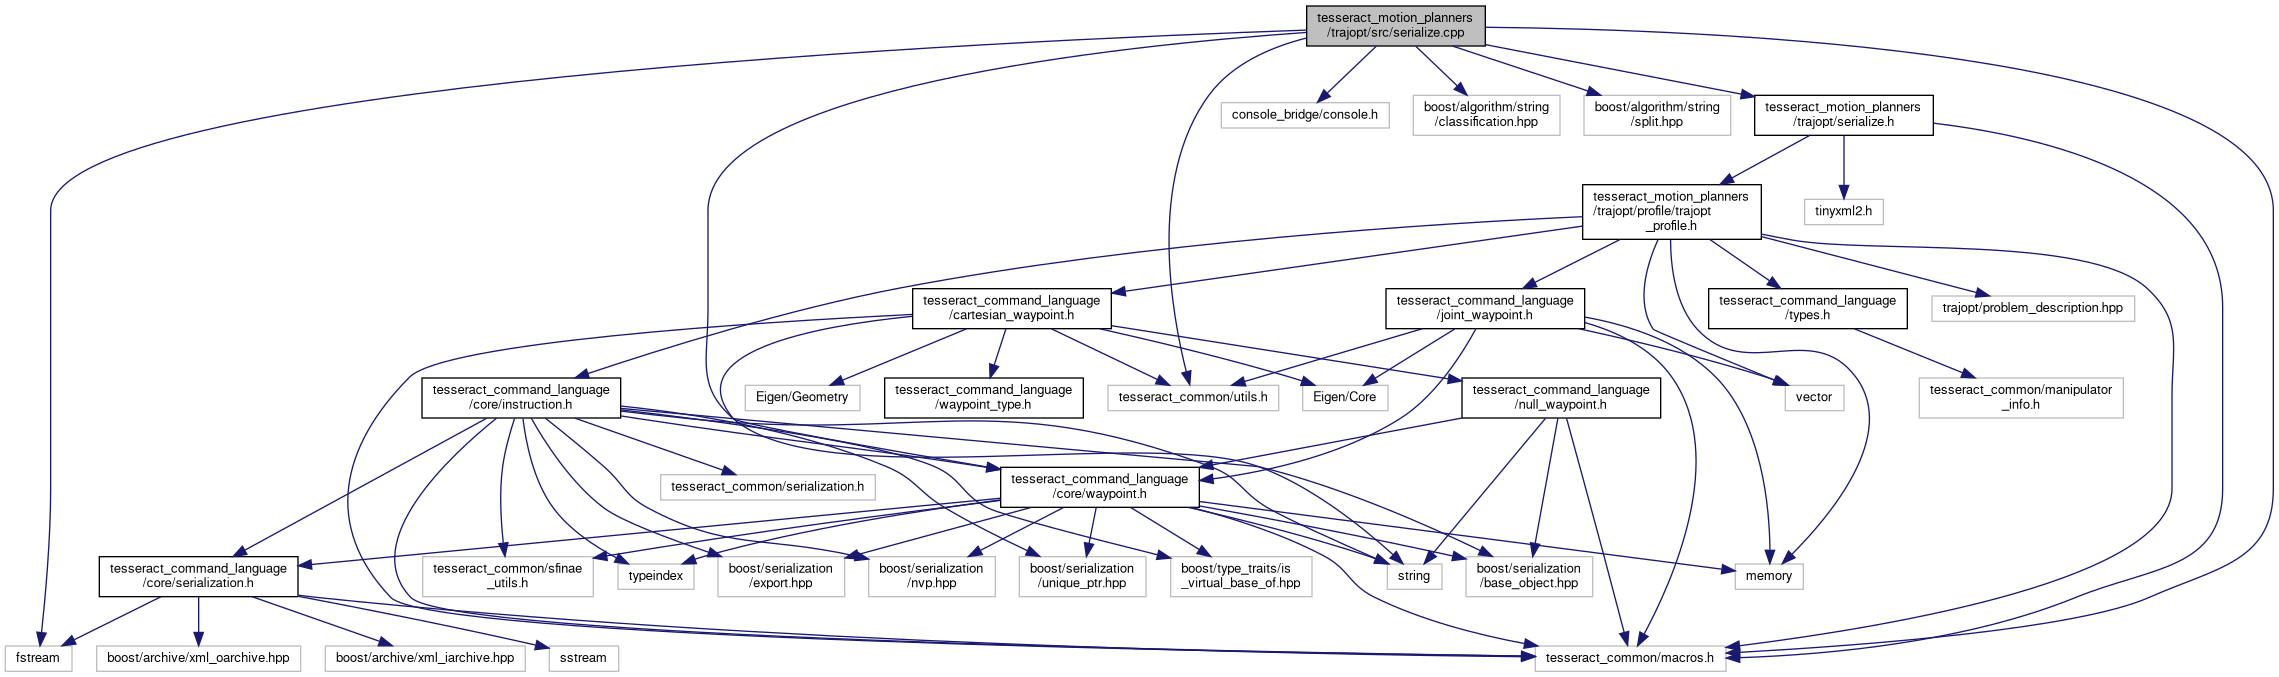 tesseract_motion_planners
/trajopt/src/serialize.cpp
console_bridge/console.h
boost/algorithm/string
/classification.hpp
boost/algorithm/string
/split.hpp
tesseract_motion_planners
/trajopt/serialize.h
tesseract_motion_planners
/trajopt/profile/trajopt
_profile.h
tinyxml2.h
tesseract_command_language
/cartesian_waypoint.h
tesseract_command_language
/joint_waypoint.h
tesseract_command_language
/types.h
trajopt/problem_description.hpp
tesseract_command_language
/core/instruction.h
Eigen/Geometry
tesseract_command_language
/waypoint_type.h
tesseract_common/utils.h
Eigen/Core
tesseract_command_language
/null_waypoint.h
vector
tesseract_common/manipulator
_info.h
tesseract_common/serialization.h
tesseract_command_language
/core/waypoint.h
tesseract_command_language
/core/serialization.h
tesseract_common/sfinae
_utils.h
typeindex
boost/serialization
/export.hpp
boost/serialization
/nvp.hpp
boost/serialization
/unique_ptr.hpp
boost/type_traits/is
_virtual_base_of.hpp
string
boost/serialization
/base_object.hpp
memory
fstream
boost/archive/xml_oarchive.hpp
boost/archive/xml_iarchive.hpp
sstream
tesseract_common/macros.h